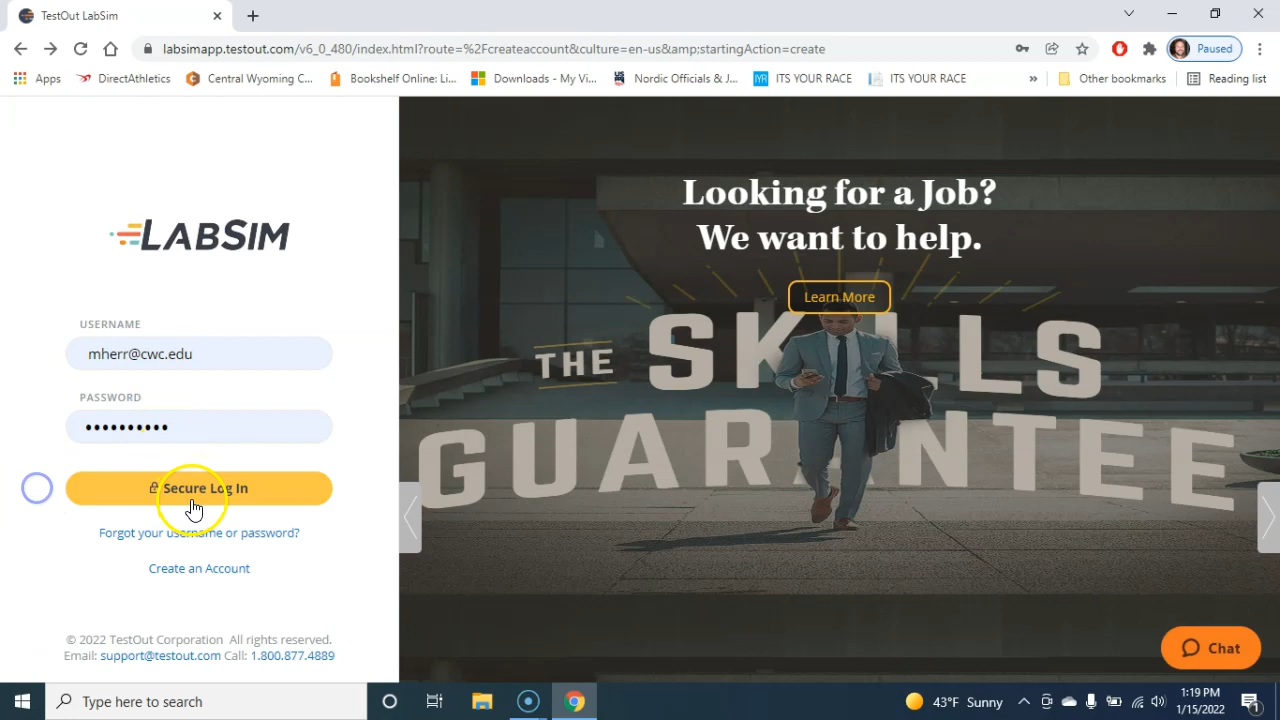 TestOut LabSim
labsimapp.testout.com/v6_0_480/index.html?route=%2Fcreateaccount&culture=en-us&amp;startingAction=create
Paused
Apps
DirectAthletics
Central Wyoming C...
Bookshelf Online: L...
Downloads - My Vi...
Nordic Officials & J...
IYR
ITS YOUR RACE
ITS YOUR RACE
»
Other bookmarks
Reading list
LABSIM
USERNAME
mherr@cwc.edu
PASSWORD
••••••••••
Secure Log In
Forgot your username or password?
Create an Account
© 2022 TestOut Corporation All rights reserved.
Email: support@testout.com Call: 1.800.877.4889
Looking for a Job?
We want to help.
Learn More
THE SKILLS
GUARANTEE
Chat
Type here to search
43°F Sunny
1:19 PM
1/15/2022
1